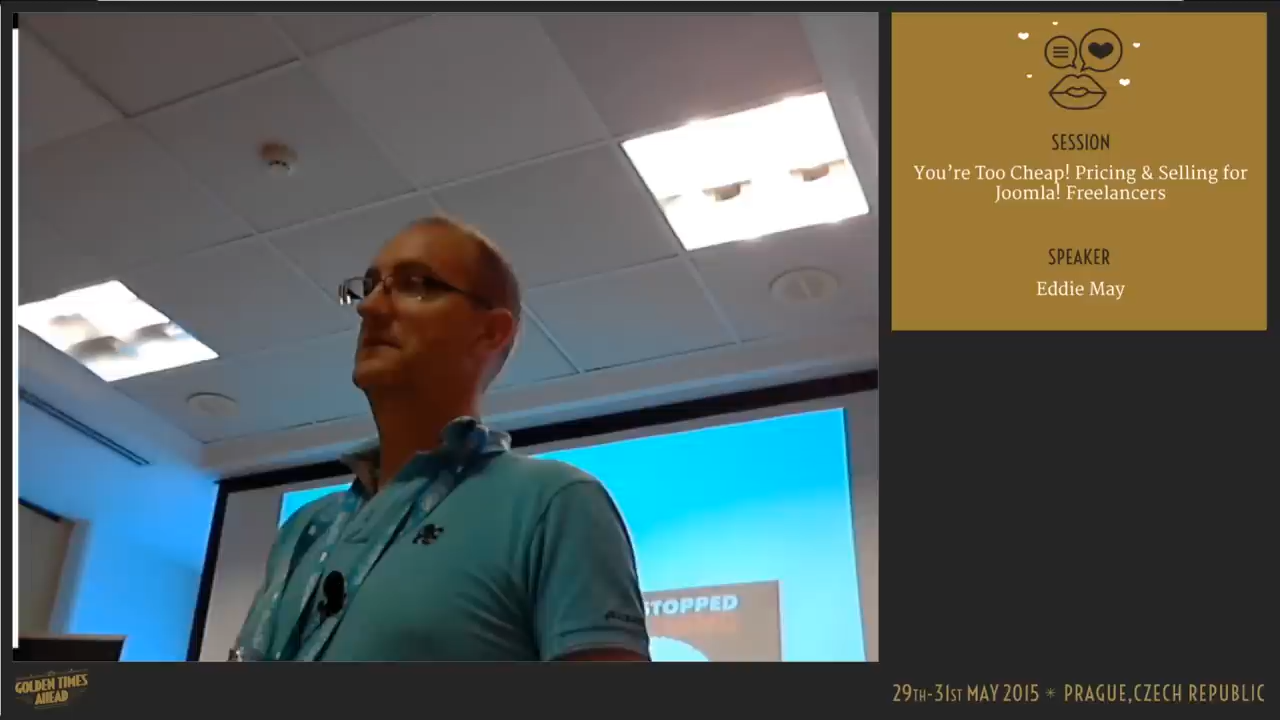 SESSION
You're Too Cheap! Pricing & Selling for
Joomla! Freelancers
SPEAKER
Eddie May
STOPPED
GOLDEN TIMES
AHEAD
29TH-31ST MAY 2015 * PRAGUE, CZECH REPUBLIC